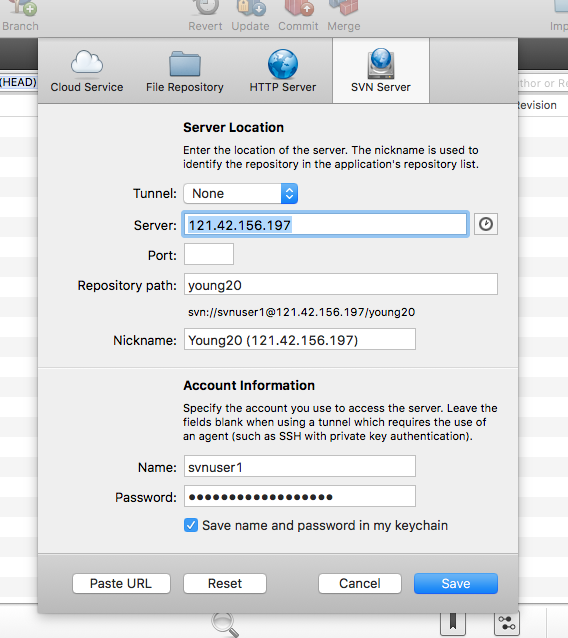 Branch
Revert Update Commit Merge
(HEAD)
Revision
Cloud Service File Repository HTTP Server SVN Server
Server Location
Enter the location of the server. The nickname is used to
identify the repository in the application's repository list.
Tunnel: None
Server: 121.42.156.197
Port:
Repository path: young20
svn://svnuser1@121.42.156.197/young20
Nickname: Young20 (121.42.156.197)
Account Information
Specify the account you use to access the server. Leave the
fields blank when using a tunnel which requires the use of
an agent (such as SSH with private key authentication).
Name: svnuser1
Password: ••••••••••••••••••
Save name and password in my keychain
Paste URL Reset Cancel Save